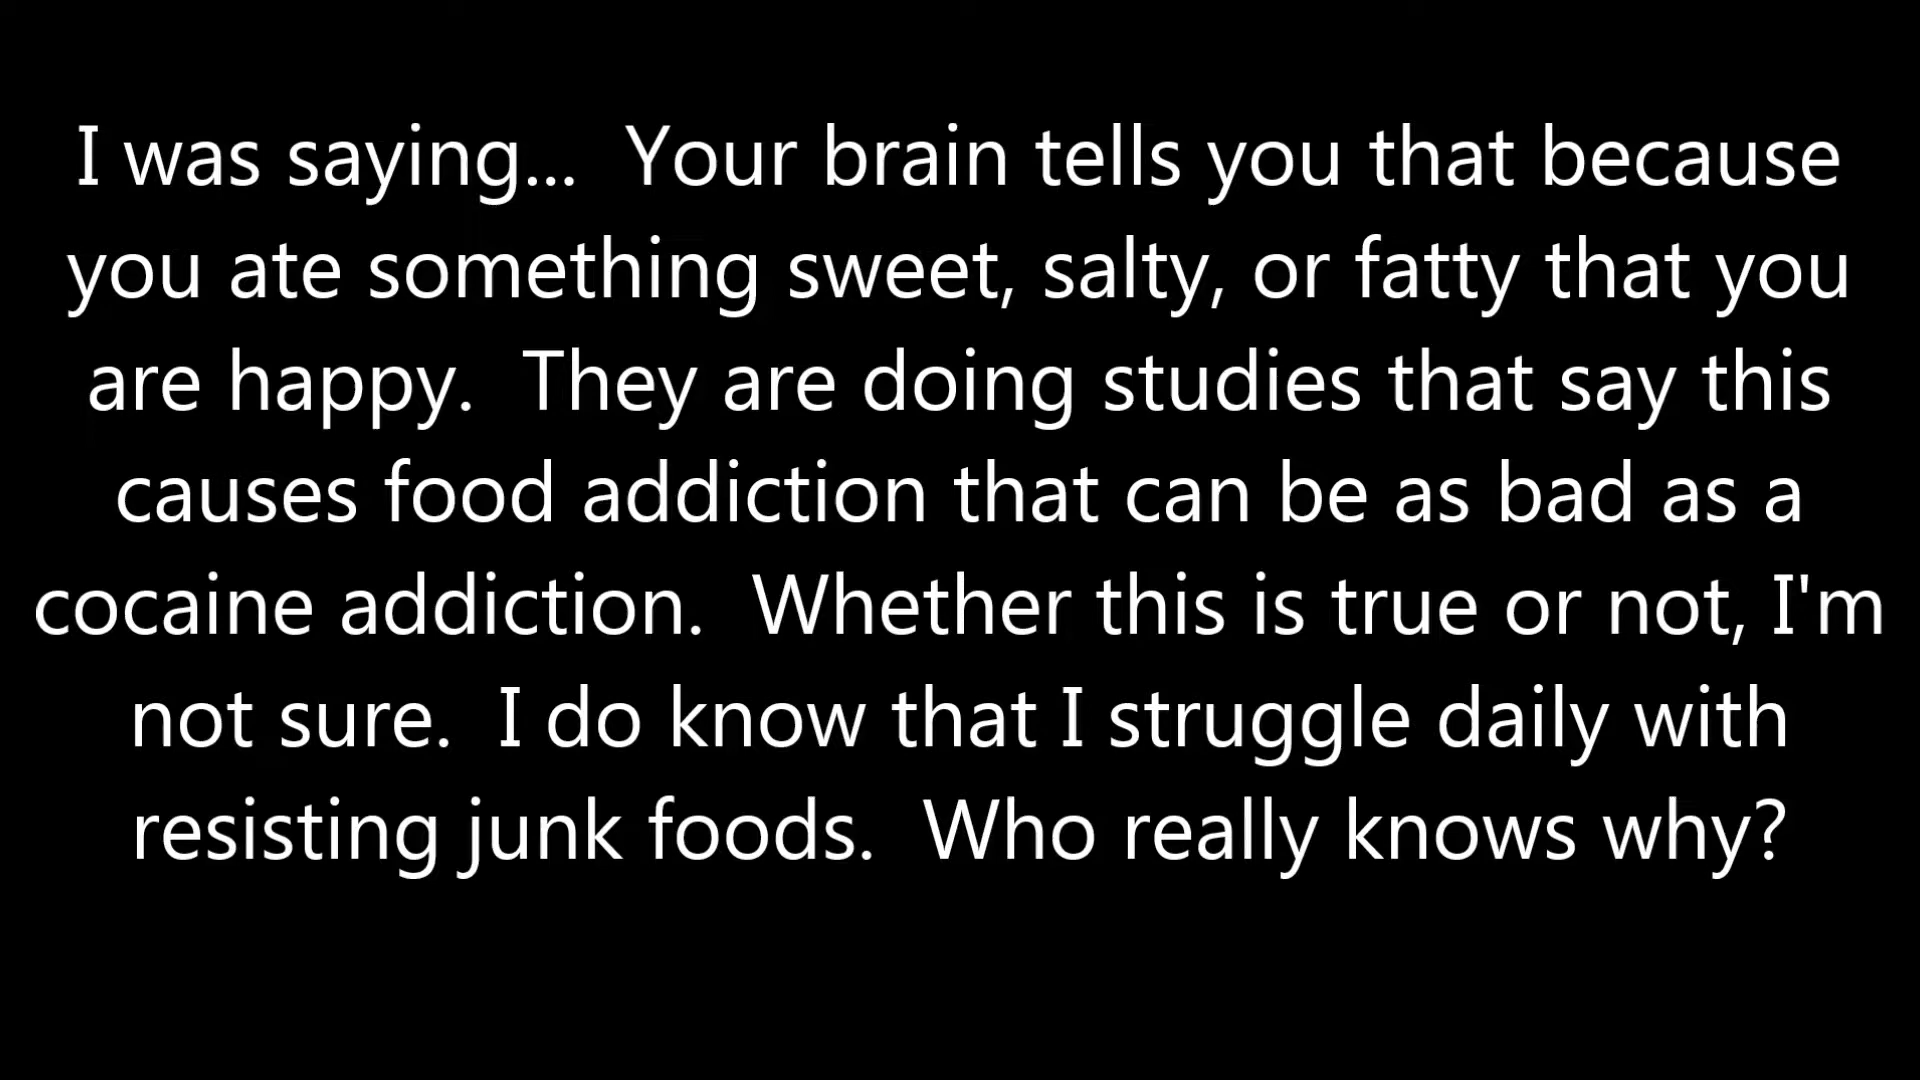 I was saying...  Your brain tells you that because
you ate something sweet, salty, or fatty that you
are happy.  They are doing studies that say this
causes food addiction that can be as bad as a
cocaine addiction.  Whether this is true or not, I'm
not sure.  I do know that I struggle daily with
resisting junk foods.  Who really knows why?